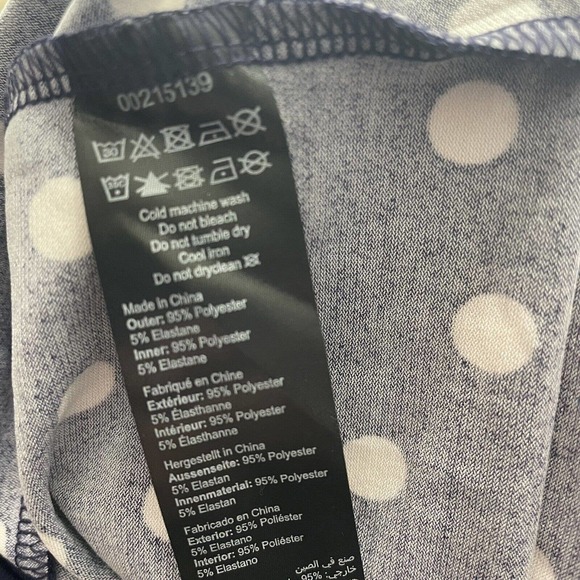 00215139
Cold machine wash
Do not bleach
Do not tumble dry
Cool iron
Do not dryclean
Made in China
Outer: 95% Polyester
5% Elastane
Inner: 95% Polyester
5% Elastane
Fabriqué en Chine
Extérieur: 95% Polyester
5% Élasthanne
Intérieur: 95% Polyester
5% Élasthanne
Hergestellt in China
Aussenseite: 95% Polyester
5% Elastan
Innenmaterial: 95% Polyester
5% Elastan
Fabricado en China
Exterior: 95% Poliéster
5% Elastano
Interior: 95% Poliéster
صنع في الصين
خارجي: 95%